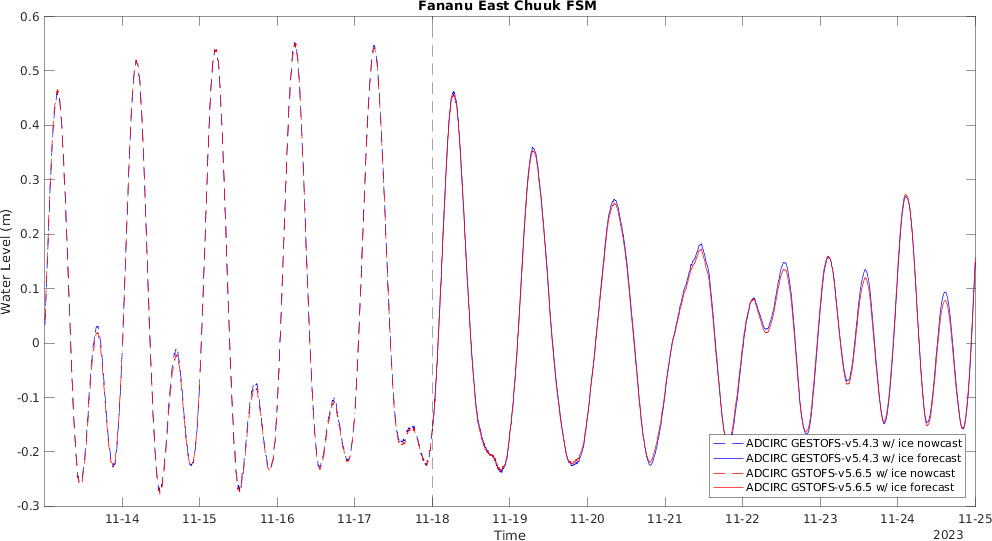 Fananu East Chuuk FSM
0.6
0.5
0.4
0.3
0.2
0.1
0
-0.1
-0.2
-0.3
Water Level (m)
ADCIRC GESTOFS-v5.4.3 w/ ice nowcast
ADCIRC GESTOFS-v5.4.3 w/ ice forecast
ADCIRC GSTOFS-v5.6.5 w/ ice nowcast
ADCIRC GSTOFS-v5.6.5 w/ ice forecast
11-14 11-15 11-16 11-17 11-18 11-19 11-20 11-21 11-22 11-23 11-24 11-25
Time
2023